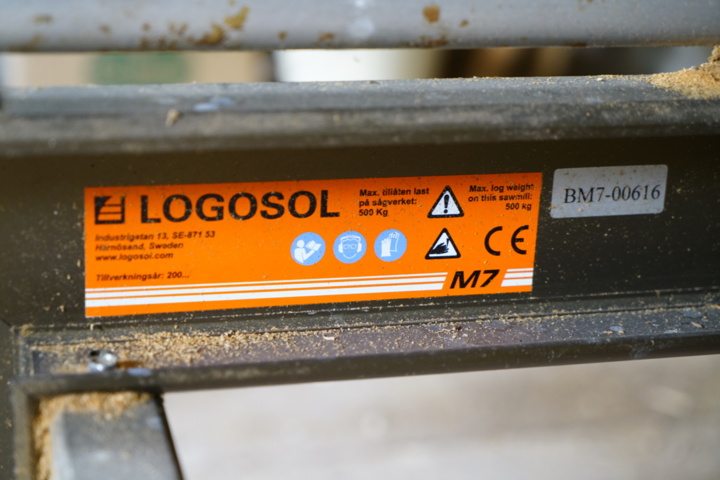 LOGOSOL
Industrigatan 13, SE-871 53
Härnösand, Sweden
www.logosol.com
Tillverkningsår: 200...
Max. tillåten last
på sågverket:
500 Kg
Max. log weight
on this sawmill:
500 kg
CE
M7
BM7-00616